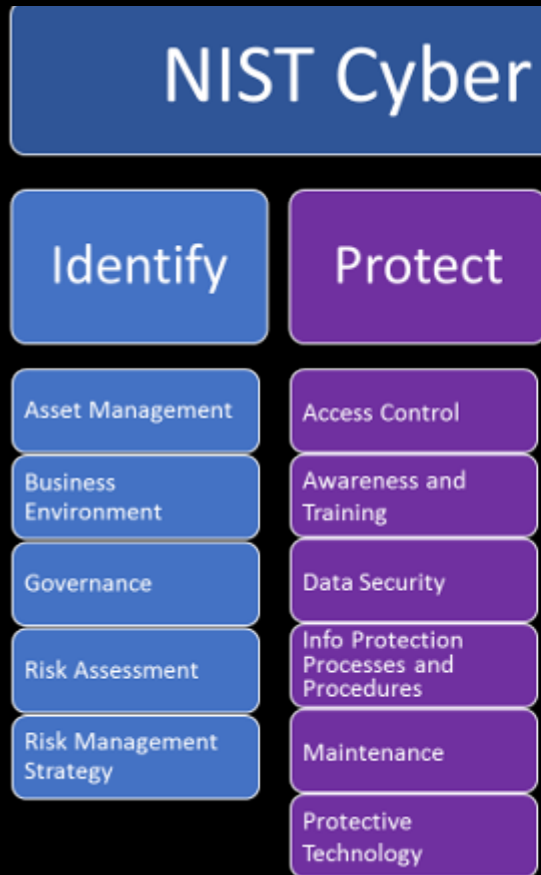 NIST Cyber
Identify
Protect
Asset Management
Business
Environment
Governance
Risk Assessment
Risk Management
Strategy
Access Control
Awareness and
Training
Data Security
Info Protection
Processes and
Procedures
Maintenance
Protective
Technology